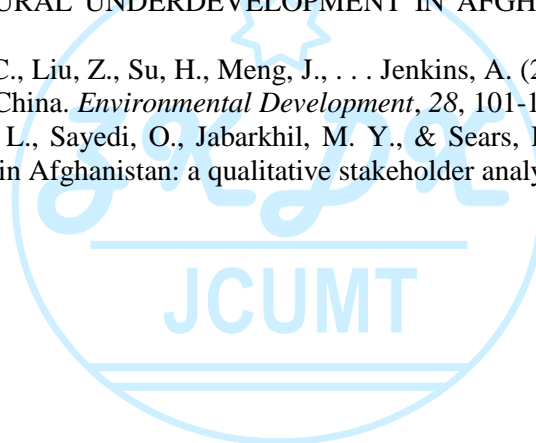 URAL UNDERDEVELOPMENT IN AFGH
C., Liu, Z., Su, H., Meng, J., . . . Jenkins, A. (2
China. Environmental Development, 28, 101-1
L., Sayedi, O., Jabarkhil, M. Y., & Sears,
in Afghanistan: a qualitative stakeholder analy
JCUMT